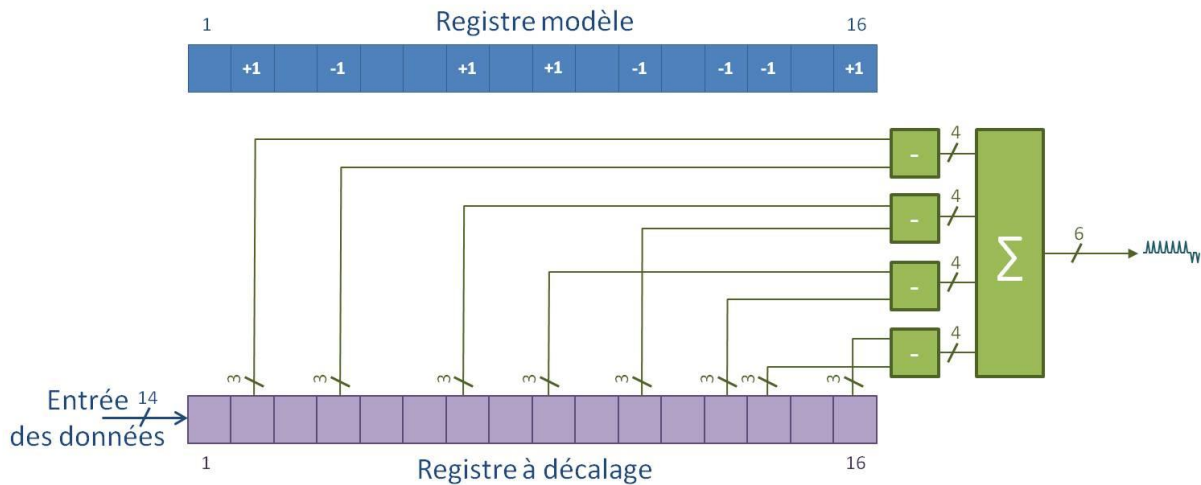 1 Registre modèle 16
+1 -1 +1 +1 -1 -1 -1 +1
4
-
4
-
∑
6
4
-
4
-
3 3 3 3 3 3 3 3
Entrée 14
des données
1 Registre à décalage 16